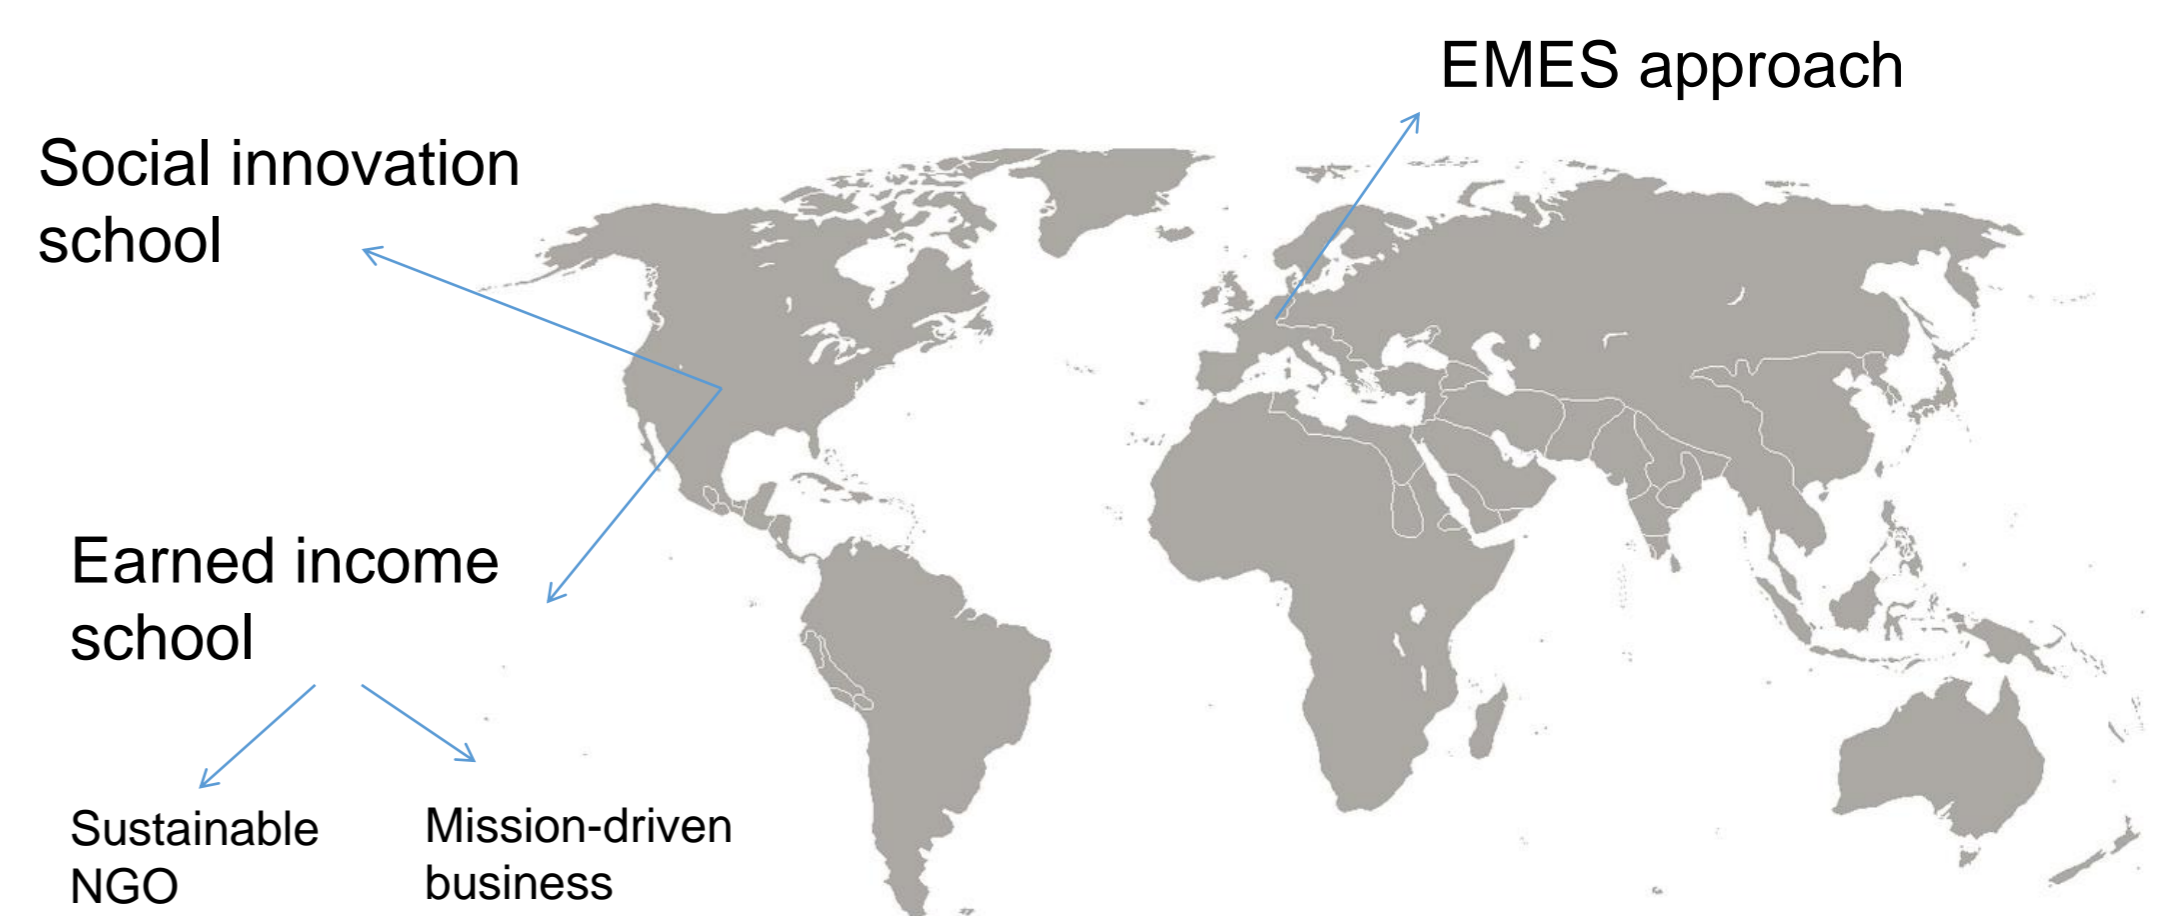 EMES approach
Social innovation
school
Earned income
school
Sustainable
NGO
Mission-driven
business